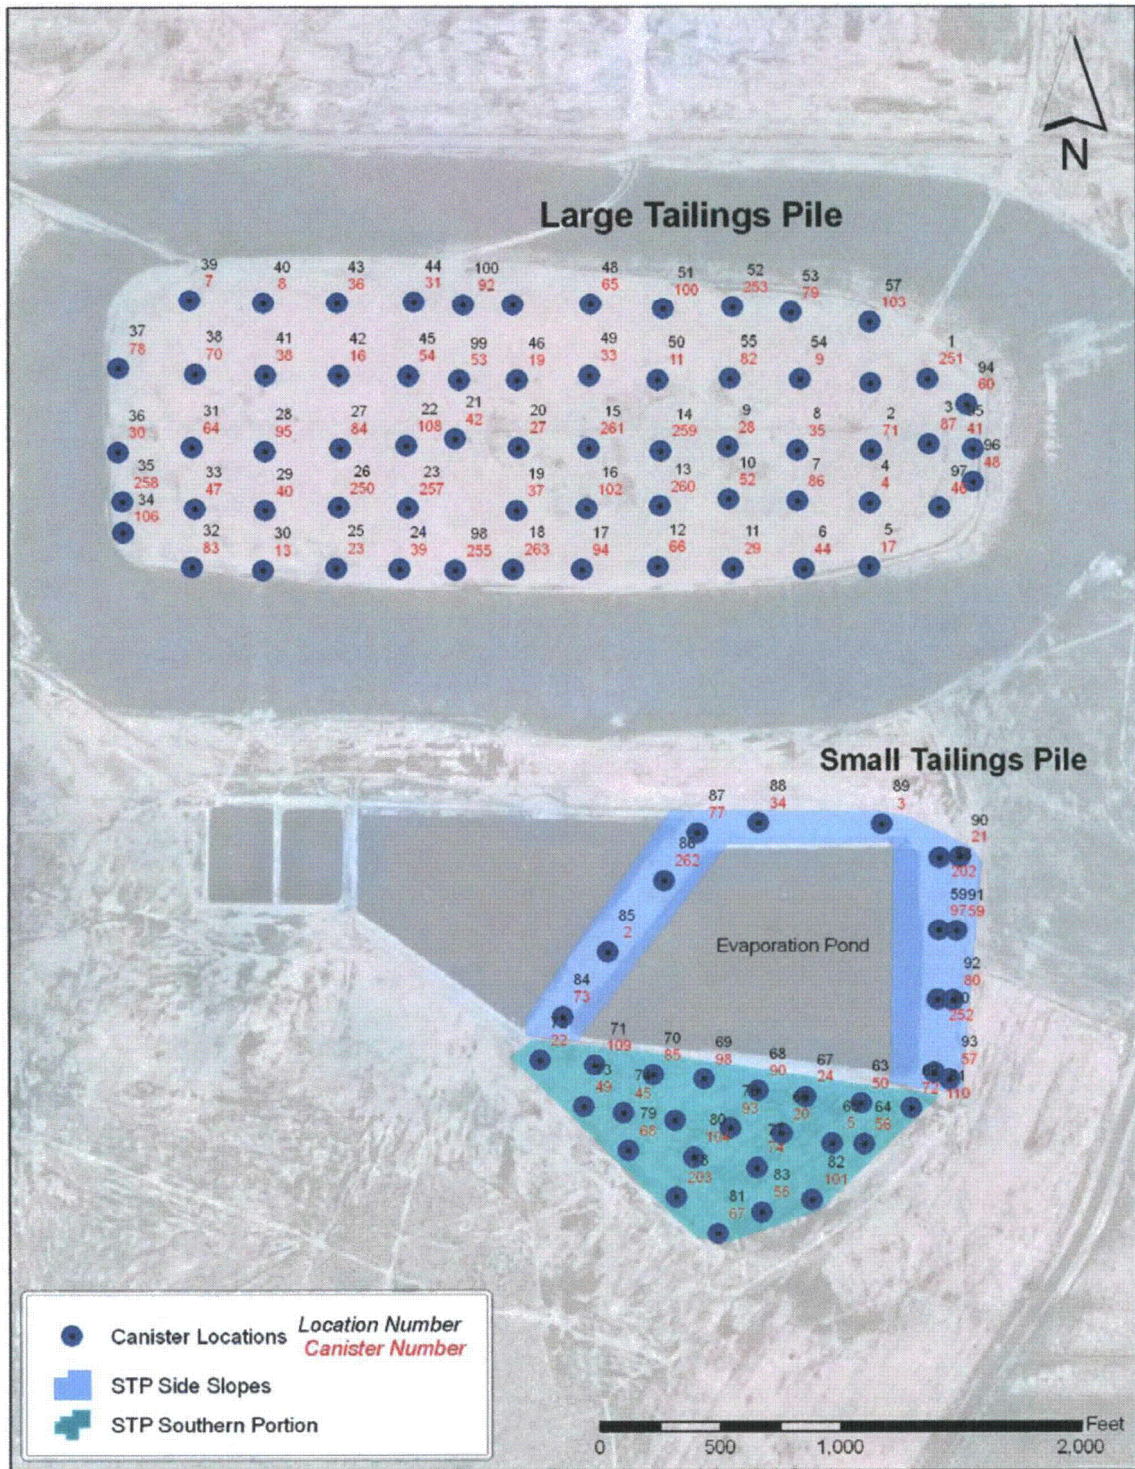 N
Large Tailings Pile
39 40 43 44 100 48 51 52 53 57
7 8 36 31 92 65 100 253 79 103
37 38 41 42 45 99 46 49 50 55 54 1
78 70 38 16 54 53 19 33 11 82 9 251
94
60
36 31 28 27 22 21 20 15 14 9 8 2 3
30 64 95 84 108 42 27 261 259 28 35 71 87
41
96
48
35 33 29 26 23 19 16 13 10 7 4 97
258 47 40 250 257 37 102 260 52 86 4 46
34
106
32 30 25 24 98 18 17 12 11 6 5
83 13 23 39 255 263 94 66 29 44 17
Small Tailings Pile
87 88 89
77 34 3
90
21
86
262
202
59 91
97 59
85
2
Evaporation Pond
92
80
252
84
73
93
57
22
71 70 69 68 67 63
109 85 98 90 24 50
72
110
49
45
93
20
5
64
56
79
68
80
74
82
101
203
83
56
81
67
Canister Locations Location Number
Canister Number
STP Side Slopes
STP Southern Portion
Feet
0 500 1,000 2,000